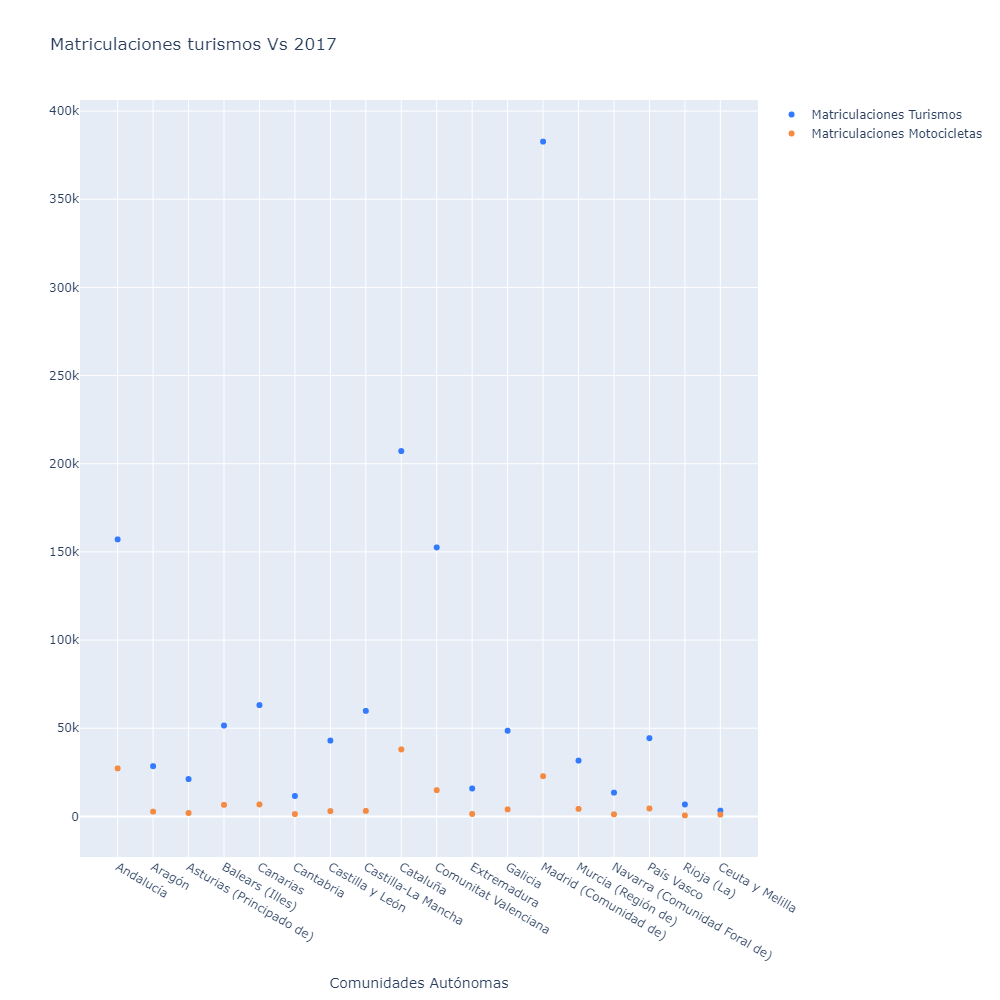 Matriculaciones turismos Vs 2017
Matriculaciones Turismos
Matriculaciones Motocicletas
400k
350k
300k
250k
200k
150k
100k
50k
0
Andalucía
Aragón
Asturias (Principado de)
Balears (Illes)
Canarias
Cantabria
Castilla y León
Castilla-La Mancha
Cataluña
Comunitat Valenciana
Extremadura
Galicia
Madrid (Comunidad de)
Murcia (Región de)
Navarra (Comunidad Foral de)
País Vasco
Rioja (La)
Ceuta y Melilla
Comunidades Autónomas